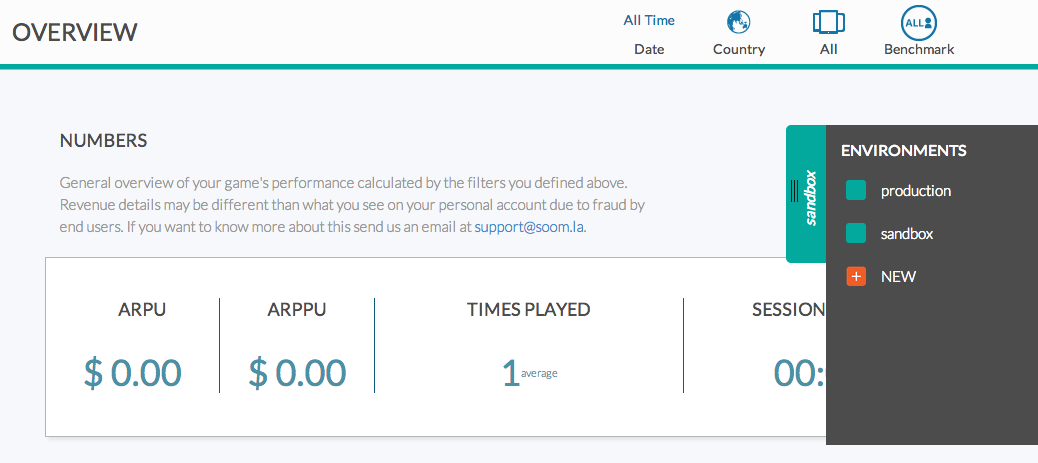 OVERVIEW
All Time
Date
Country
All
ALL
Benchmark
NUMBERS
General overview of your game's performance calculated by the filters you defined above.
Revenue details may be different than what you see on your personal account due to fraud by
end users. If you want to know more about this send us an email at support@soom.la.
ARPU
$ 0.00
ARPPU
$ 0.00
TIMES PLAYED
1 average
SESSION
00:
sandbox
ENVIRONMENTS
production
sandbox
+ NEW